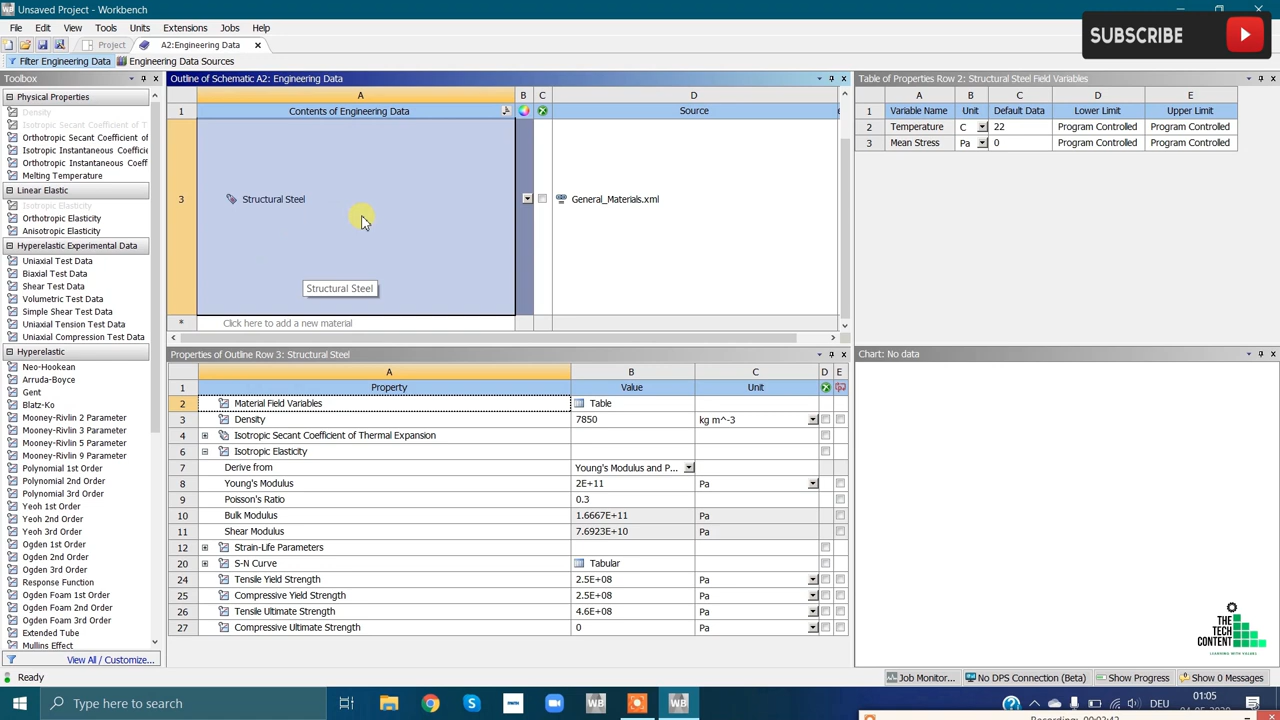 Unsaved Project - Workbench
File Edit View Tools Units Extensions Jobs Help
Project A2:Engineering Data
SUBSCRIBE
Filter Engineering Data Engineering Data Sources
Toolbox
Physical Properties
Density
Isotropic Secant Coefficient of T
Orthotropic Secant Coefficient of
Isotropic Instantaneous Coefficie
Orthotropic Instantaneous Coeff
Melting Temperature
Linear Elastic
Isotropic Elasticity
Orthotropic Elasticity
Anisotropic Elasticity
Hyperelastic Experimental Data
Uniaxial Test Data
Biaxial Test Data
Shear Test Data
Volumetric Test Data
Simple Shear Test Data
Uniaxial Tension Test Data
Uniaxial Compression Test Data
Hyperelastic
Neo-Hookean
Arruda-Boyce
Gent
Blatz-Ko
Mooney-Rivlin 2 Parameter
Mooney-Rivlin 3 Parameter
Mooney-Rivlin 5 Parameter
Mooney-Rivlin 9 Parameter
Polynomial 1st Order
Polynomial 2nd Order
Polynomial 3rd Order
Yeoh 1st Order
Yeoh 2nd Order
Yeoh 3rd Order
Ogden 1st Order
Ogden 2nd Order
Ogden 3rd Order
Response Function
Ogden Foam 1st Order
Ogden Foam 2nd Order
Ogden Foam 3rd Order
Extended Tube
Mullins Effect
View All / Customize...
Outline of Schematic A2: Engineering Data
A B C D
1 Contents of Engineering Data Source
3 Structural Steel General_Materials.xml
Structural Steel
* Click here to add a new material
Properties of Outline Row 3: Structural Steel
A B C D E
1 Property Value Unit
2 Material Field Variables Table
3 Density 7850 kg m^-3
4 Isotropic Secant Coefficient of Thermal Expansion
6 Isotropic Elasticity
7 Derive from Young's Modulus and P...
8 Young's Modulus 2E+11 Pa
9 Poisson's Ratio 0.3
10 Bulk Modulus 1.6667E+11 Pa
11 Shear Modulus 7.6923E+10 Pa
12 Strain-Life Parameters
20 S-N Curve Tabular
24 Tensile Yield Strength 2.5E+08 Pa
25 Compressive Yield Strength 2.5E+08 Pa
26 Tensile Ultimate Strength 4.6E+08 Pa
27 Compressive Ultimate Strength 0 Pa
Table of Properties Row 2: Structural Steel Field Variables
A B C D E
1 Variable Name Unit Default Data Lower Limit Upper Limit
2 Temperature C 22 Program Controlled Program Controlled
3 Mean Stress Pa 0 Program Controlled Program Controlled
Chart: No data
THE
TECH
CONTENT
LEARNING WITH VALUES
Ready
Job Monitor... No DPS Connection (Beta) Show Progress Show 0 Messages
Type here to search
DEU
01:05
04-05-2020
Recording: 00:03:42